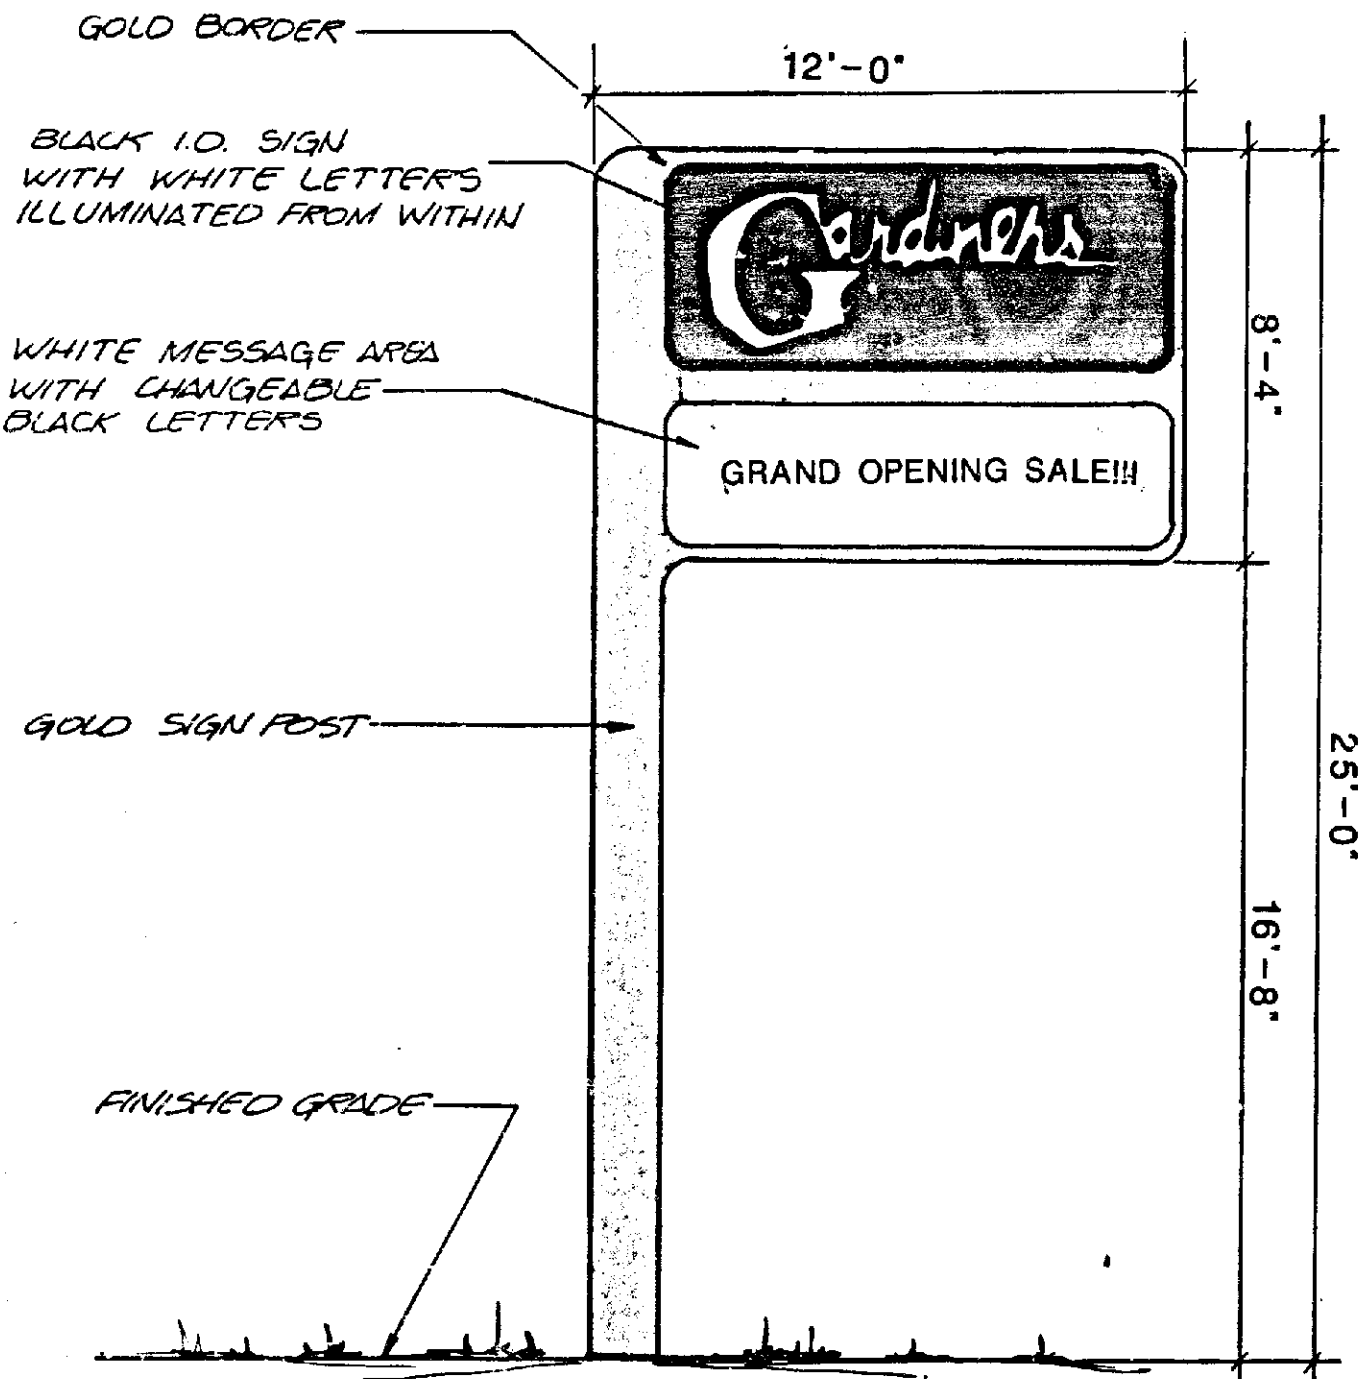 GOLD BORDER
12'-0"
BLACK I.D. SIGN
WITH WHITE LETTERS
ILLUMINATED FROM WITHIN
Gardners
8'-4"
WHITE MESSAGE AREA
WITH CHANGEABLE
BLACK LETTERS
GRAND OPENING SALE!!!
GOLD SIGN POST
25'-0"
16'-8"
FINISHED GRADE